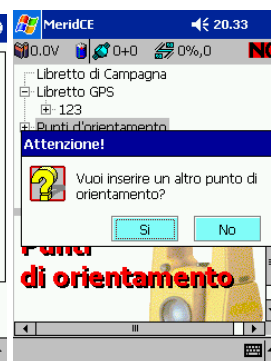 MeridCE 20.33
0.0V 0+0 0%,0 NO
Libretto di Campagna
Libretto GPS
123
Punti d'orientamento
Attenzione!
Vuoi inserire un altro punto di
orientamento?
Si No
Punti
di orientamento